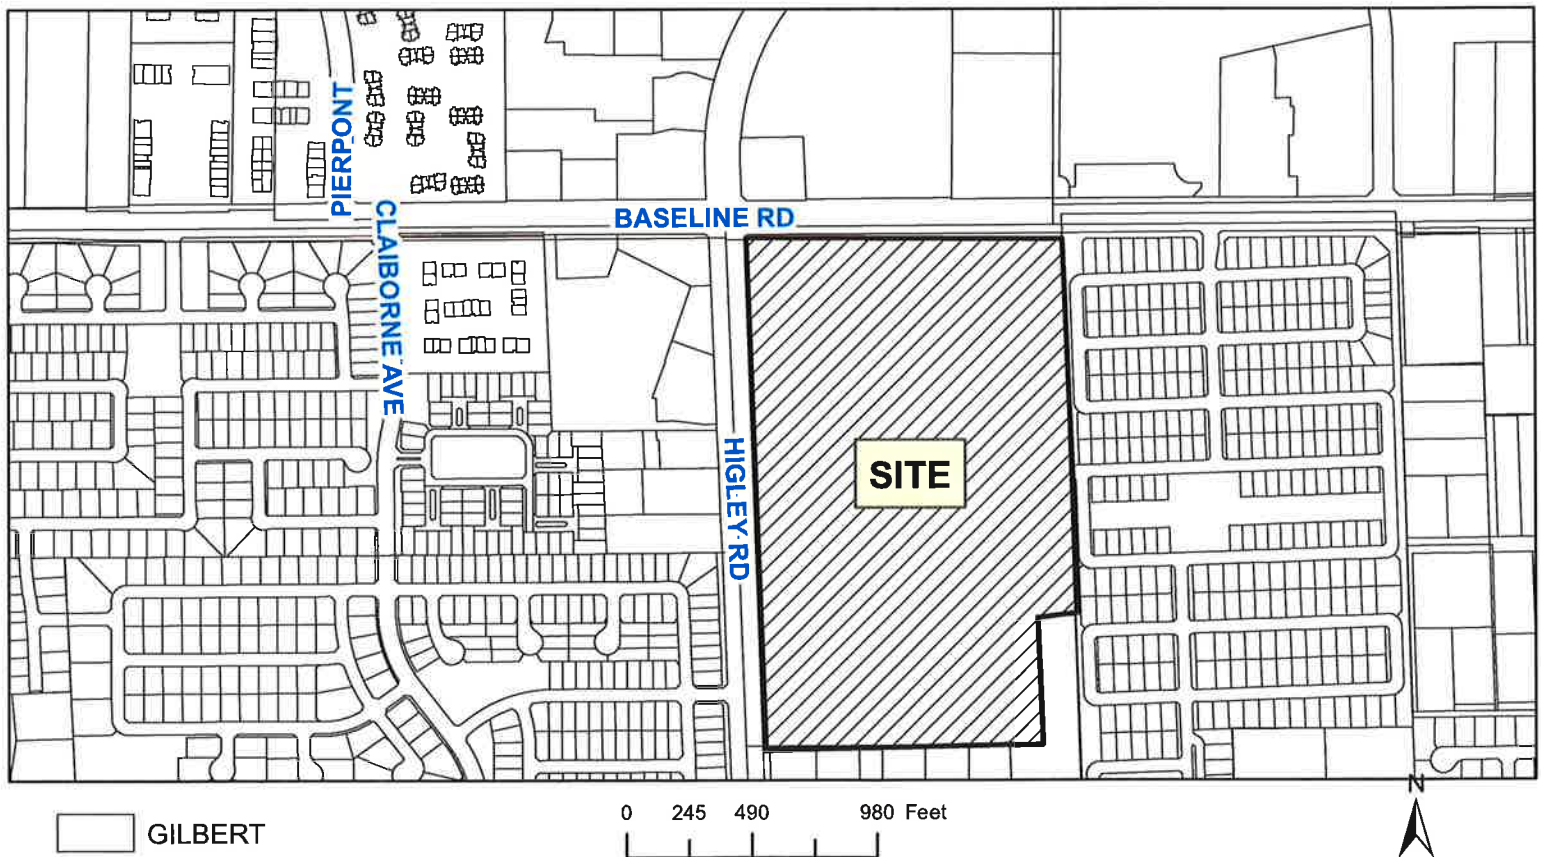 PIERPONT
CLAIBORNE AVE
BASELINE RD
HIGLEY RD
SITE
GILBERT
0 245 490 980 Feet
N